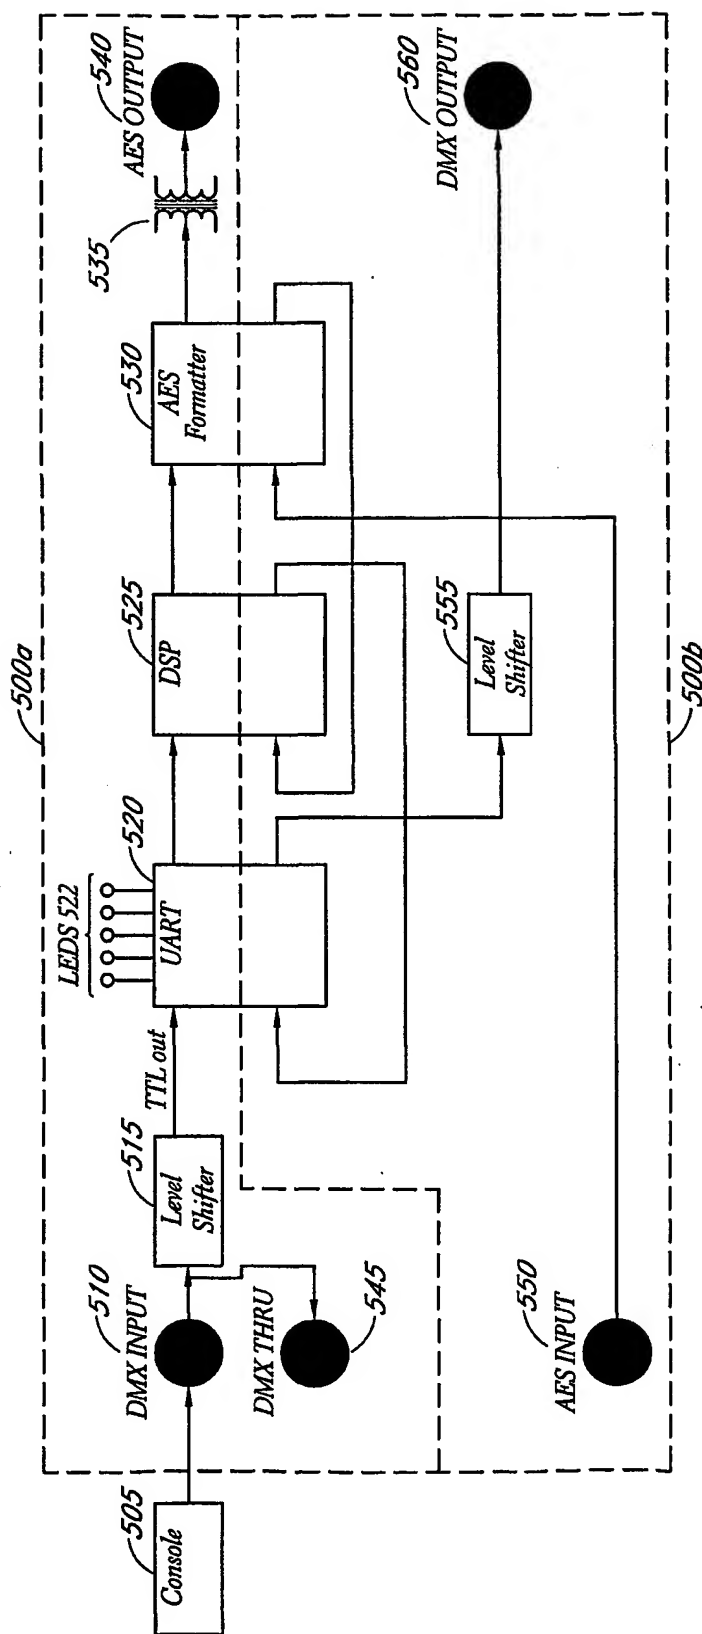 500a
505
Console
510
DMX INPUT
DMX THRU
545
515
Level
Shifter
TTL out
LEDS 522
520
UART
525
DSP
530
AES
Formatter
535
540
AES OUTPUT
550
AES INPUT
555
Level
Shifter
560
DMX OUTPUT
500b